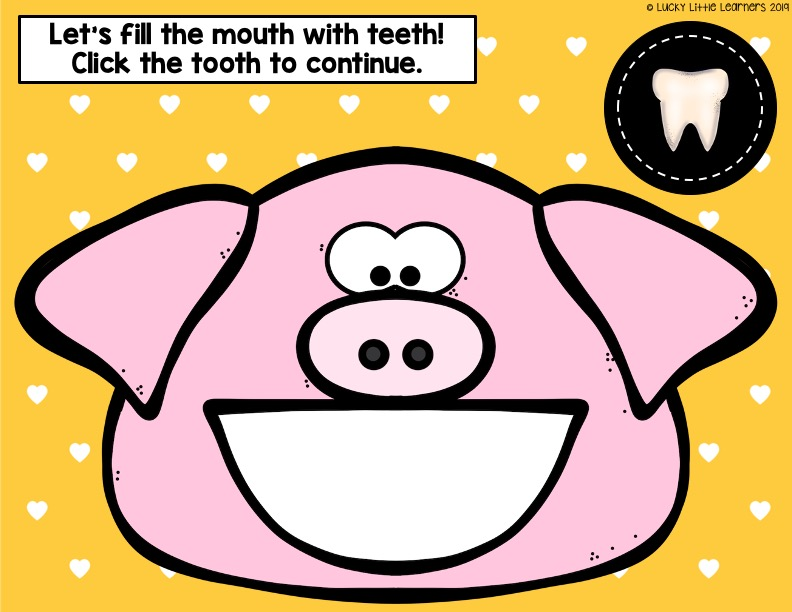 © Lucky Little Learners 2019
Let's fill the mouth with teeth!
Click the tooth to continue.